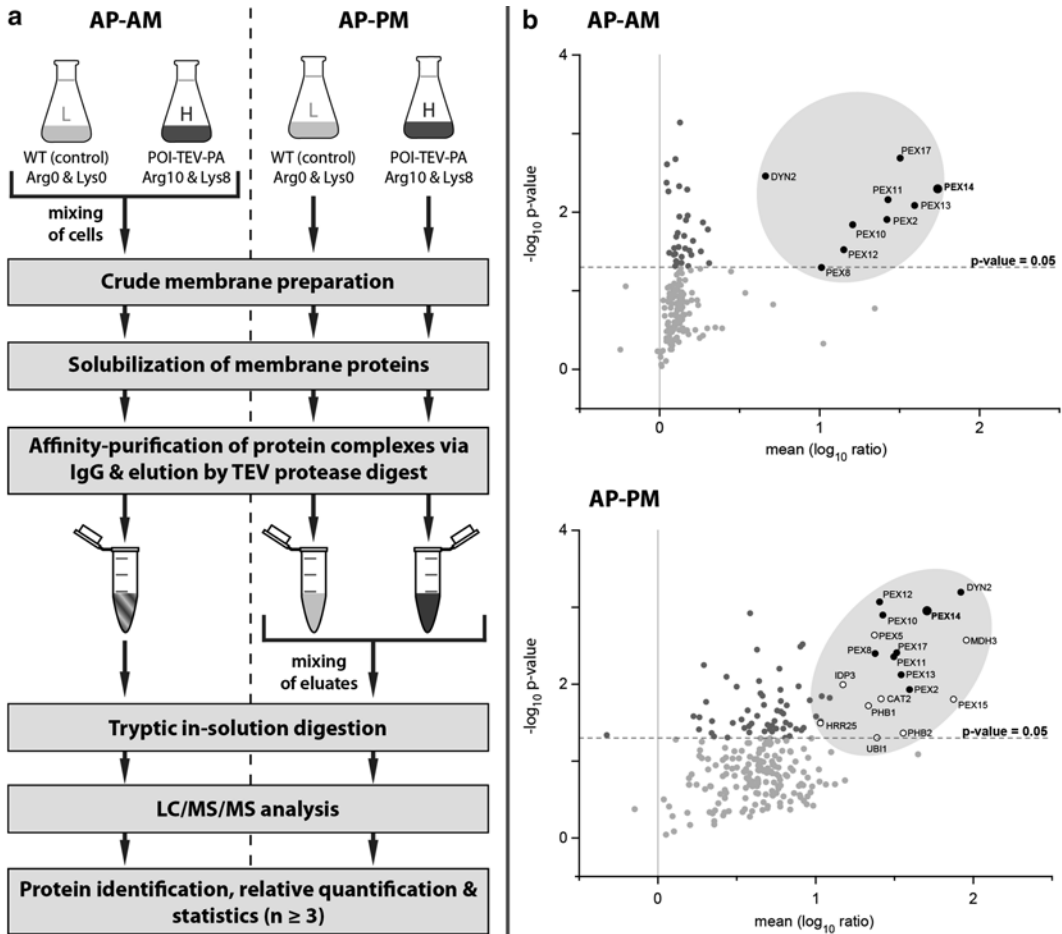 a
AP-AM
AP-PM
L
H
L
H
WT (control)
Arg0 & Lys0
POI-TEV-PA
Arg10 & Lys8
WT (control)
Arg0 & Lys0
POI-TEV-PA
Arg10 & Lys8
mixing
of cells
Crude membrane preparation
Solubilization of membrane proteins
Affinity-purification of protein complexes via
IgG & elution by TEV protease digest
mixing
of eluates
Tryptic in-solution digestion
LC/MS/MS analysis
Protein identification, relative quantification &
statistics (n ≥ 3)
b
AP-AM
4
3
2
1
0
-log10 p-value
PEX17
DYN2
PEX14
PEX11
PEX13
PEX2
PEX10
PEX12
PEX8
p-value = 0.05
0
1
2
mean (log10 ratio)
AP-PM
4
3
2
1
0
-log10 p-value
DYN2
PEX12
PEX14
PEX10
PEX5
MDH3
PEX8
PEX17
PEX11
IDP3
PEX13
PEX2
CAT2
PEX15
PHB1
HRR25
PHB2
p-value = 0.05
UBI1
0
1
2
mean (log10 ratio)